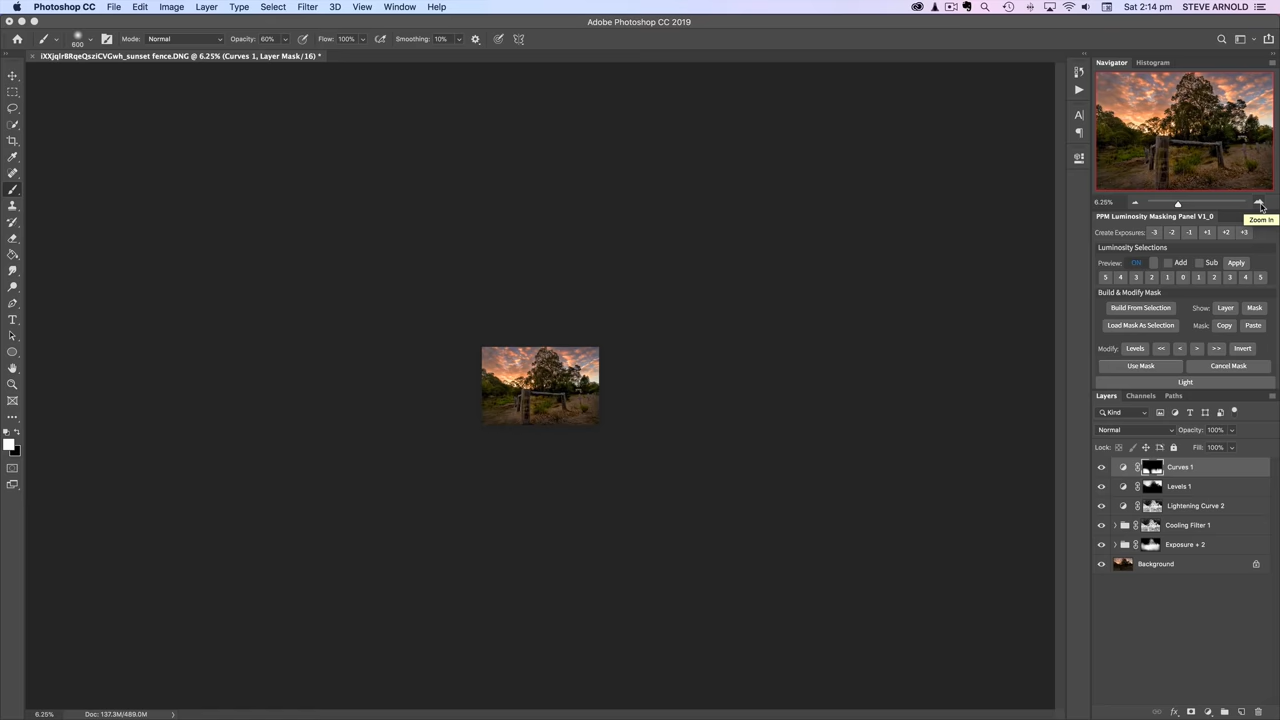 Photoshop CC File Edit Image Layer Type Select Filter 3D View Window Help Sat 2:14 pm STEVE ARNOLD
Adobe Photoshop CC 2019
600 Mode: Normal Opacity: 60% Flow: 100% Smoothing: 10%
iXXjqIrBRqeQsziCVGwh_sunset fence.DNG @ 6.25% (Curves 1, Layer Mask/16) *
Navigator Histogram
6.25%
Zoom In
PPM Luminosity Masking Panel V1_0
Create Exposures: -3 -2 -1 +1 +2 +3
Luminosity Selections
Preview: ON Add Sub Apply
5 4 3 2 1 0 1 2 3 4 5
Build & Modify Mask
Build From Selection Show: Layer Mask
Load Mask As Selection Mask: Copy Paste
Modify: Levels << < > >> Invert
Use Mask Cancel Mask
Light
Layers Channels Paths
Kind
Normal Opacity: 100%
Lock: Fill: 100%
Curves 1
Levels 1
Lightening Curve 2
Cooling Filter 1
Exposure + 2
Background
6.25% Doc: 137.3M/489.0M